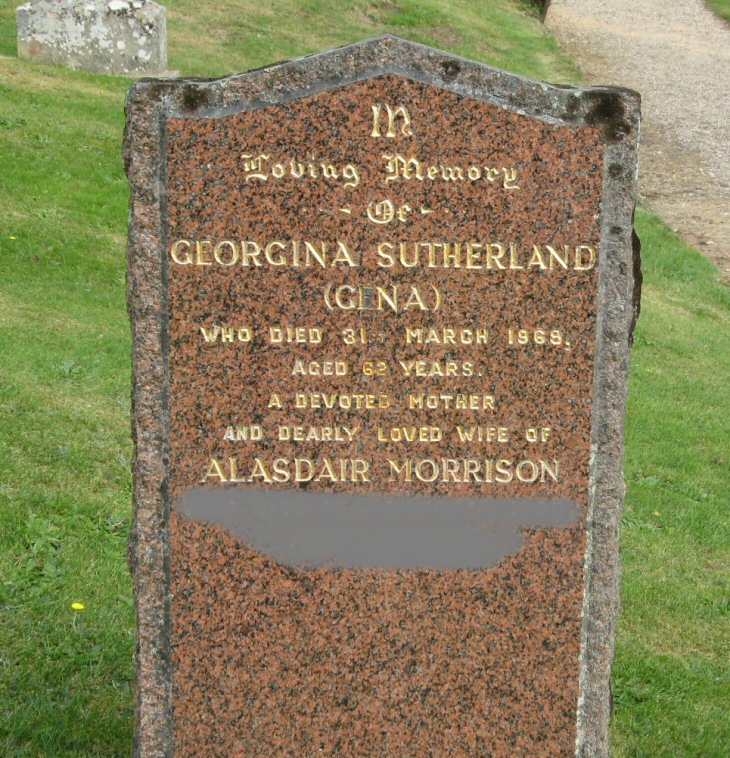 In
Loving Memory
Of
GEORGINA SUTHERLAND
(GENA)
WHO DIED 31ST MARCH 1969,
AGED 62 YEARS.
A DEVOTED MOTHER
AND DEARLY LOVED WIFE OF
ALASDAIR MORRISON